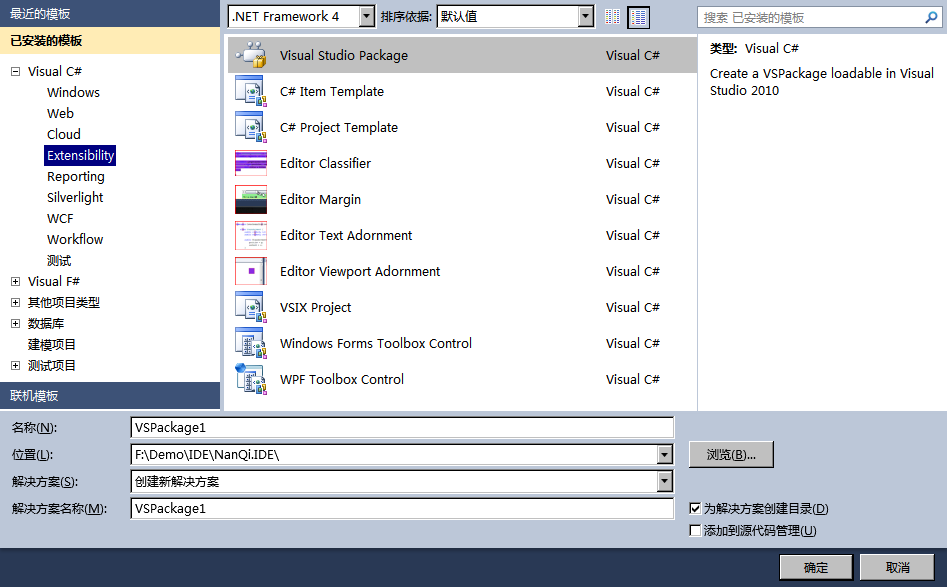 最近的模板
.NET Framework 4
排序依据:
默认值
搜索 已安装的模板
已安装的模板
Visual C#
Windows
Web
Cloud
Extensibility
Reporting
Silverlight
WCF
Workflow
测试
Visual F#
其他项目类型
数据库
建模项目
测试项目
联机模板
Visual Studio Package Visual C#
C# Item Template Visual C#
C# Project Template Visual C#
Editor Classifier Visual C#
Editor Margin Visual C#
Editor Text Adornment Visual C#
Editor Viewport Adornment Visual C#
VSIX Project Visual C#
Windows Forms Toolbox Control Visual C#
WPF Toolbox Control Visual C#
类型: Visual C#
Create a VSPackage loadable in Visual
Studio 2010
名称(N): VSPackage1
位置(L): F:\Demo\IDE\NanQi.IDE\ 浏览(B)...
解决方案(S): 创建新解决方案
解决方案名称(M): VSPackage1 为解决方案创建目录(D)
添加到源代码管理(U)
确定 取消